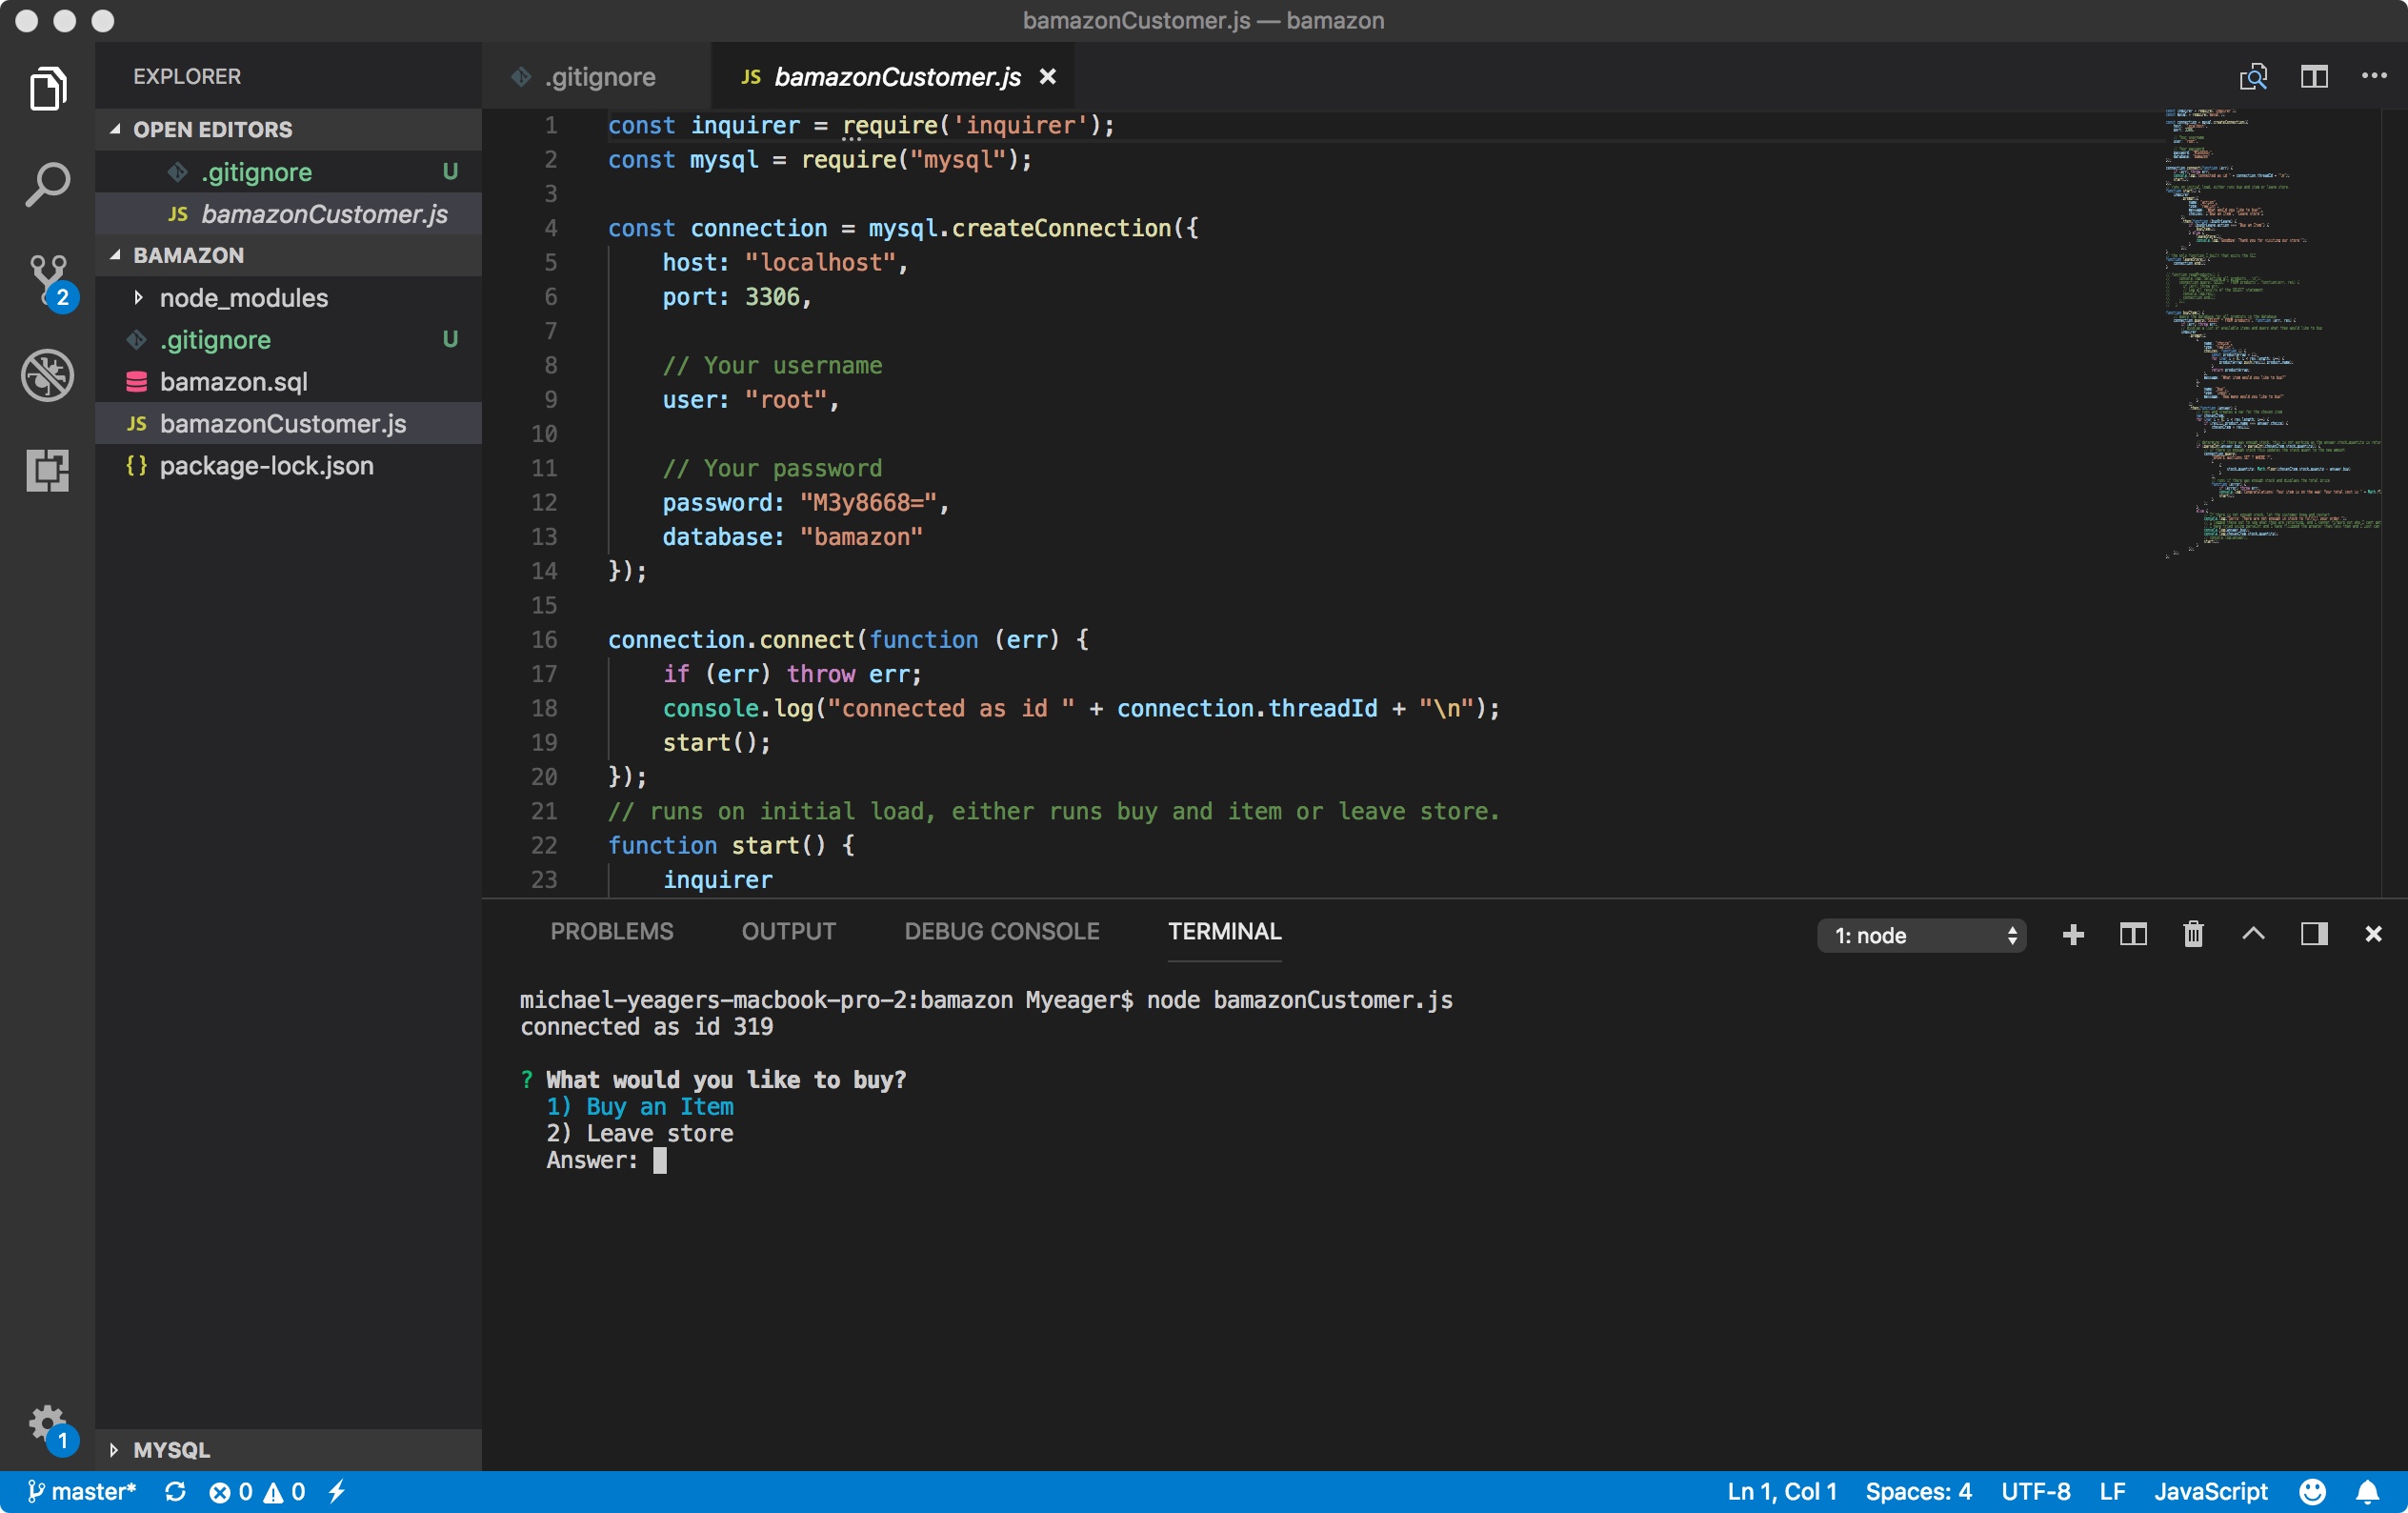 bamazonCustomer.js — bamazon
EXPLORER
OPEN EDITORS
.gitignore U
JS bamazonCustomer.js
BAMAZON
node_modules
.gitignore U
bamazon.sql
JS bamazonCustomer.js
{} package-lock.json
MYSQL
2
1
.gitignore
JS bamazonCustomer.js ×
1 const inquirer = require('inquirer');
2 const mysql = require("mysql");
3
4 const connection = mysql.createConnection({
5 host: "localhost",
6 port: 3306,
7
8 // Your username
9 user: "root",
10
11 // Your password
12 password: "M3y8668=",
13 database: "bamazon"
14 });
15
16 connection.connect(function (err) {
17 if (err) throw err;
18 console.log("connected as id " + connection.threadId + "\n");
19 start();
20 });
21 // runs on initial load, either runs buy and item or leave store.
22 function start() {
23 inquirer
PROBLEMS OUTPUT DEBUG CONSOLE TERMINAL
1: node
michael-yeagers-macbook-pro-2:bamazon Myeager$ node bamazonCustomer.js
connected as id 319
? What would you like to buy?
1) Buy an Item
2) Leave store
Answer:
master* 0 0 Ln 1, Col 1 Spaces: 4 UTF-8 LF JavaScript